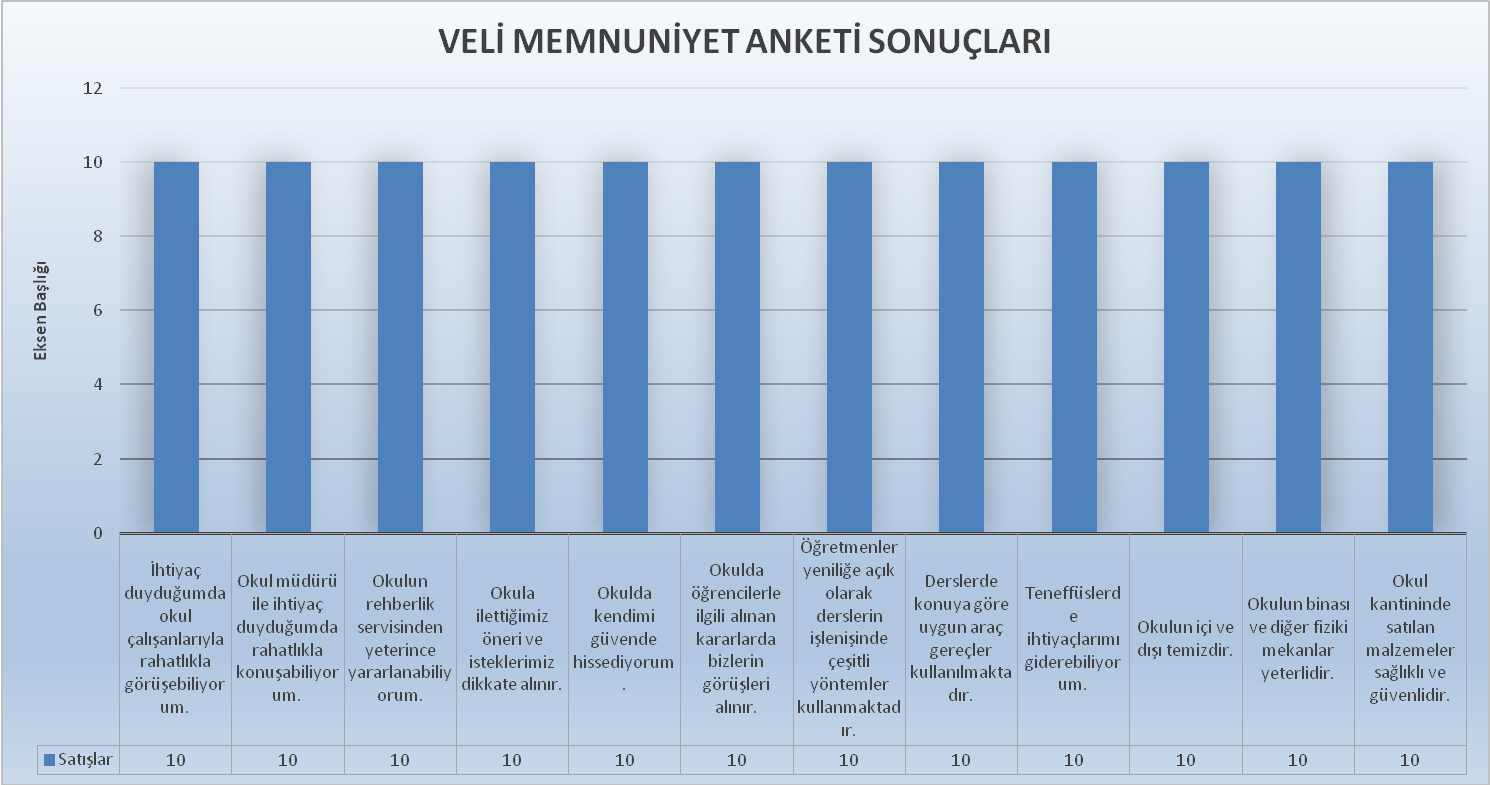 VELİ MEMNUNİYET ANKETİ SONUÇLARI
12
10
8
6
4
2
0
Eksen Başlığı
İhtiyaç
duyduğumda
okul
çalışanlarıyla
rahatlıkla
görüşebiliyor
um.
Okul müdürü
ile ihtiyaç
duyduğumda
rahatlıkla
konuşabiliyor
um.
Okulun
rehberlik
servisinden
yeterince
yararlanabiliy
orum.
Okula
ilettiğimiz
öneri ve
isteklerimiz
dikkate alınır.
Okulda
kendimi
güvende
hissediyorum
.
Okulda
öğrencilerle
ilgili alınan
kararlarda
bizlerin
görüşleri
alınır.
Öğretmenler
yeniliğe açık
olarak
derslerin
işlenişinde
çeşitli
yöntemler
kullanmaktad
ır.
Derslerde
konuya göre
uygun araç
gereçler
kullanılmakta
dır.
Teneffüslerd
e
ihtiyaçlarımı
giderebiliyor
um.
Okulun içi ve
dışı temizdir.
Okulun binası
ve diğer fiziki
mekanlar
yeterlidir.
Okul
kantininde
satılan
malzemeler
sağlıklı ve
güvenlidir.
Satışlar 10 10 10 10 10 10 10 10 10 10 10 10